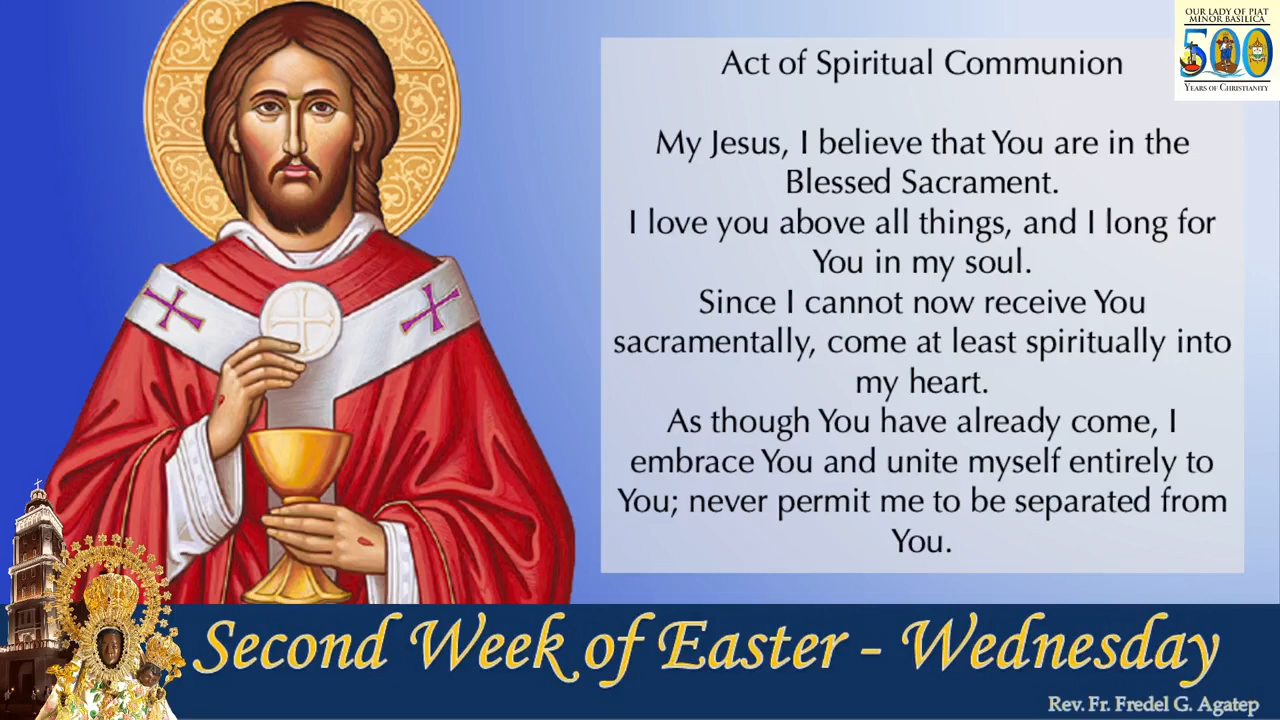 OUR LADY OF PIAT
MINOR BASILICA
500
YEARS OF CHRISTIANITY
Act of Spiritual Communion
My Jesus, I believe that You are in the
Blessed Sacrament.
I love you above all things, and I long for
You in my soul.
Since I cannot now receive You
sacramentally, come at least spiritually into
my heart.
As though You have already come, I
embrace You and unite myself entirely to
You; never permit me to be separated from
You.
Second Week of Easter - Wednesday
Rev. Fr. Fredel G. Agatep